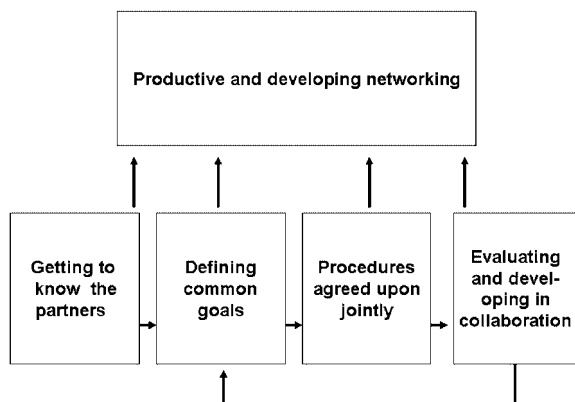 Productive and developing networking
Getting to
know the
partners
Defining
common
goals
Procedures
agreed upon
jointly
Evaluating
and devel-
oping in
collaboration